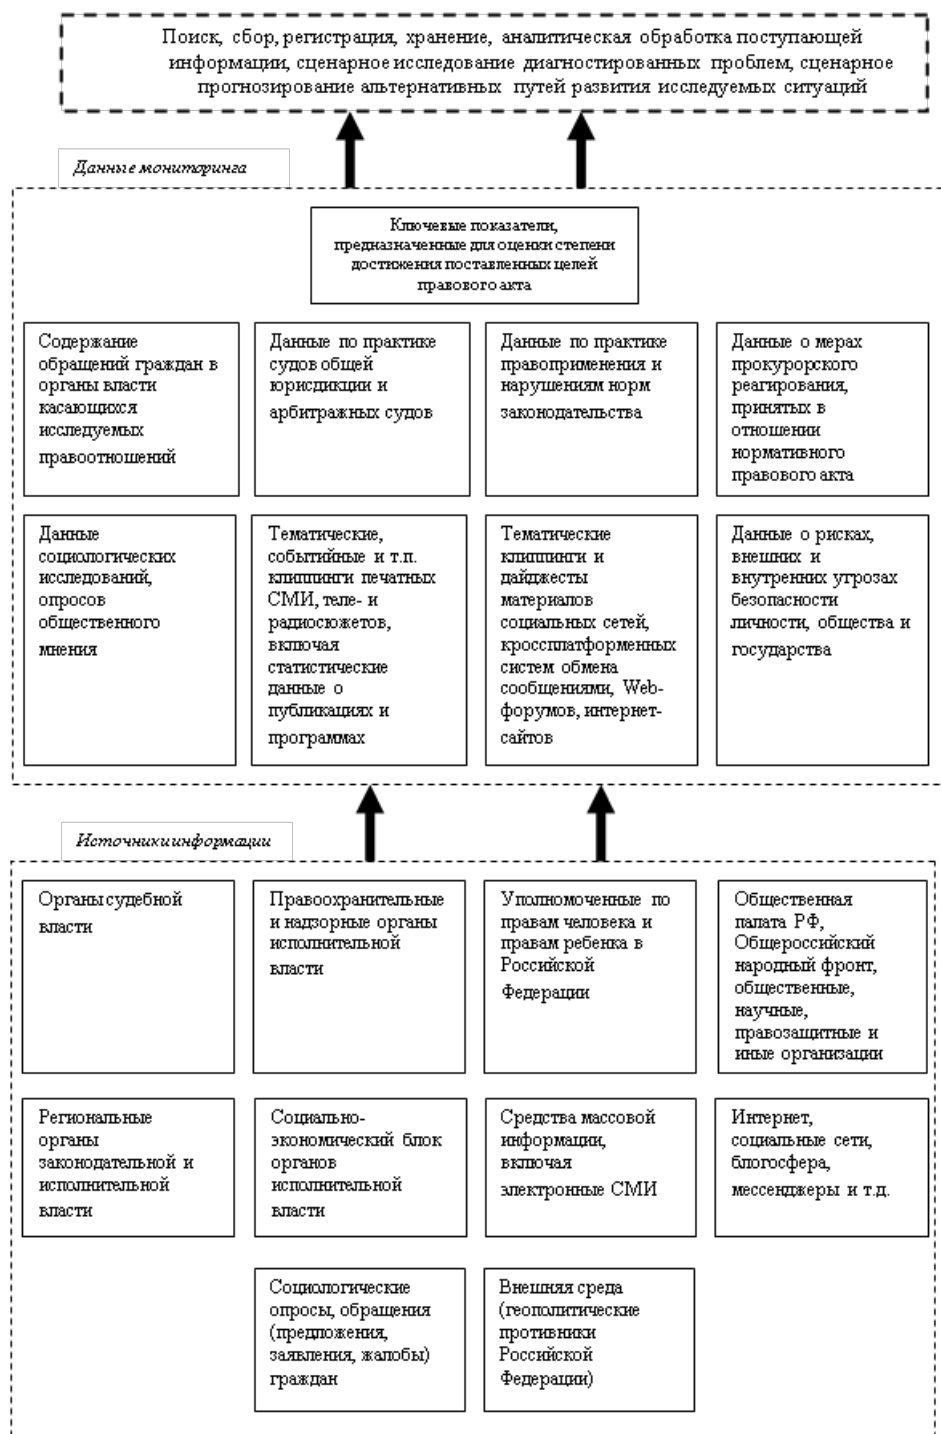 Поиск, сбор, регистрация, хранение, аналитическая обработка поступающей
информации, сценарное исследование диагностированных проблем, сценарное
прогнозирование альтернативных путей развития исследуемых ситуаций
Данные мониторинга
Ключевые показатели,
предназначенные для оценки степени
достижения поставленных целей
правового акта
Содержание
обращений граждан в
органы власти
касающихся
исследуемых
правоотношений
Данные по практике
судов общей
юрисдикции и
арбитражных судов
Данные по практике
правоприменения и
нарушениям норм
законодательства
Данные о мерах
прокурорского
реагирования,
принятых в
отношении
нормативного
правового акта
Данные
социологических
исследований,
опросов
общественного
мнения
Тематические,
событийные и т.п.
клиппинги печатных
СМИ, теле- и
радиосюжетов,
включая
статистические
данные о
публикациях и
программах
Тематические
клиппинги и
дайджесты
материалов
социальных сетей,
кроссплатформенных
систем обмена
сообщениями, Web-
форумов, интернет-
сайтов
Данные о рисках,
внешних и
внутренних угрозах
безопасности
личности, общества и
государства
Источники информации
Органы судебной
власти
Правоохранительные
и надзорные органы
исполнительной
власти
Уполномоченные по
правам человека и
правам ребенка в
Российской
Федерации
Общественная
палата РФ,
Общероссийский
народный фронт,
общественные,
научные,
правозащитные и
иные организации
Региональные
органы
законодательной и
исполнительной
власти
Социально-
экономический блок
органов
исполнительной
власти
Средства массовой
информации,
включая
электронные СМИ
Интернет,
социальные сети,
блогосфера,
мессенджеры и т.д.
Социологические
опросы, обращения
(предложения,
заявления, жалобы)
граждан
Внешняя среда
(геополитические
противники
Российской
Федерации)